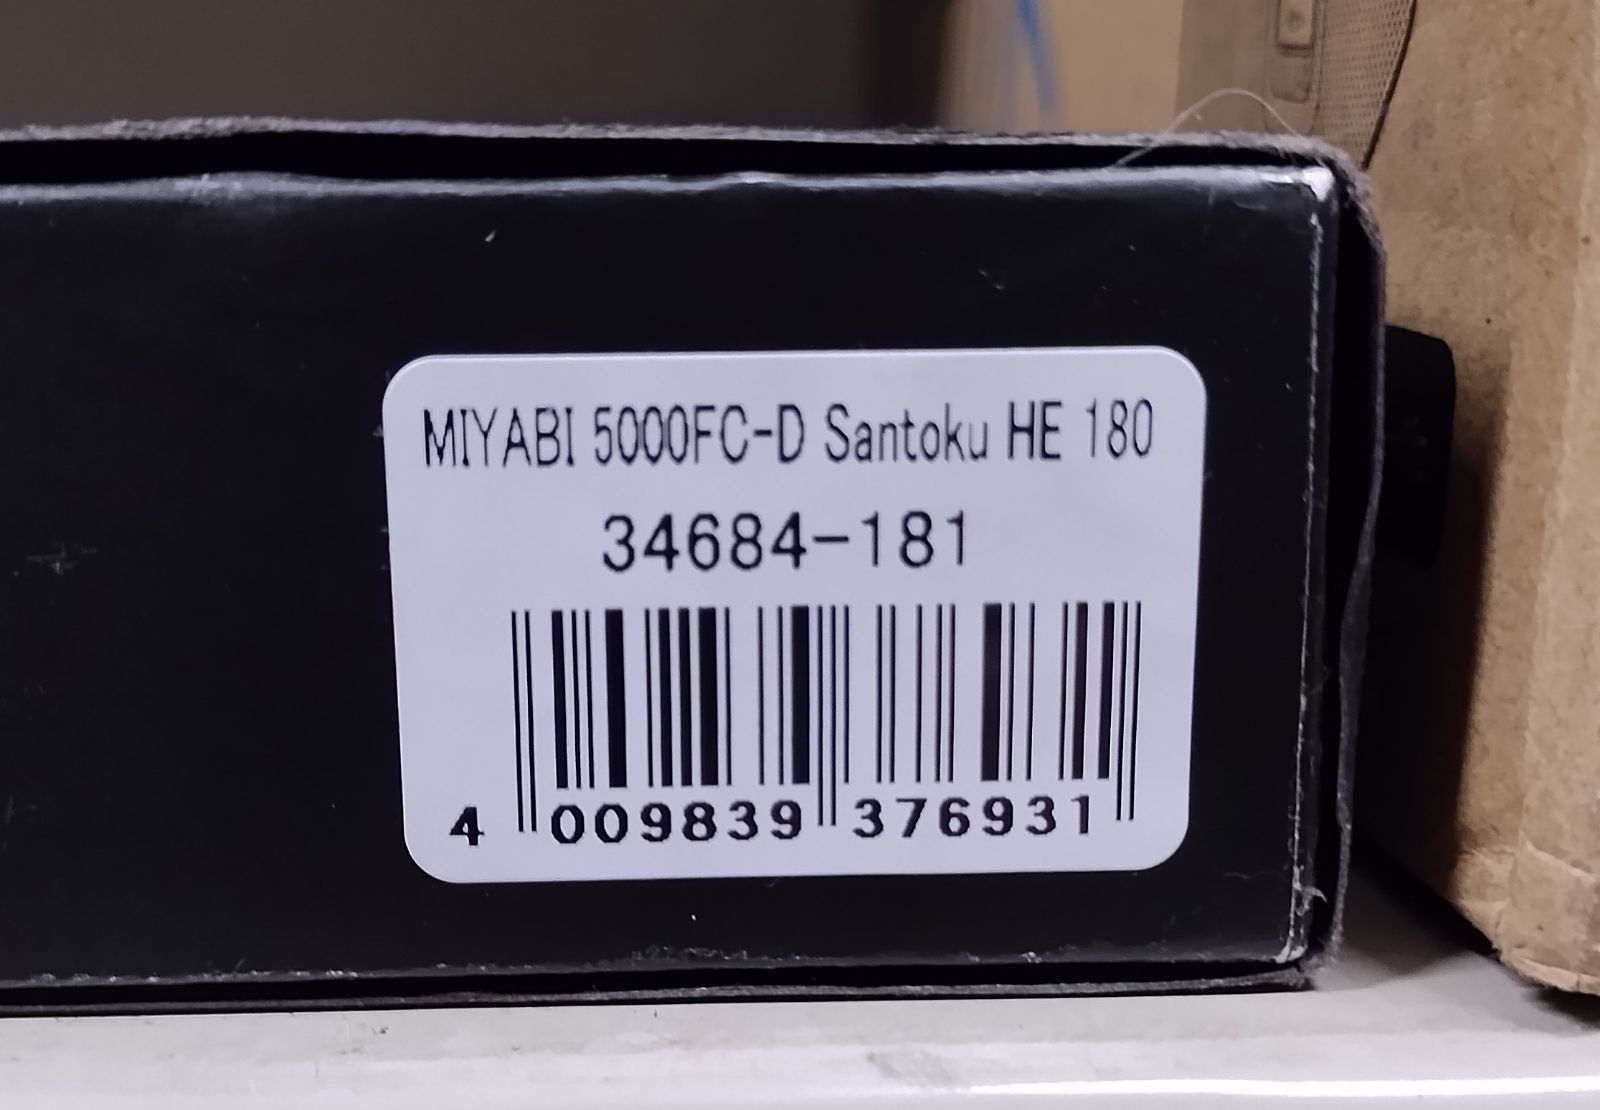 MIYABI 5000FC-D Santoku HE 180
34684-181
4 009839 376931